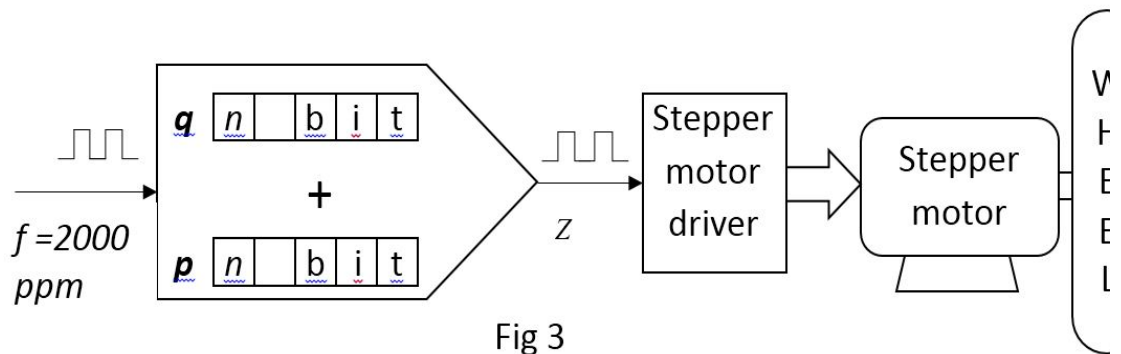 q n bit
+
p n bit
f =2000
ppm
Z
Stepper
motor
driver
Stepper
motor
W
H
E
E
L
Fig 3